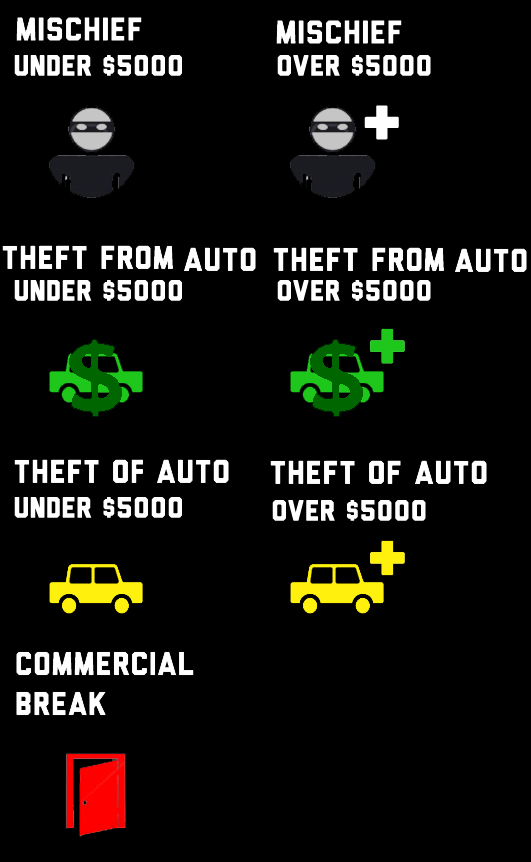 MISCHIEF
UNDER $5000
MISCHIEF
OVER $5000
THEFT FROM AUTO
UNDER $5000
THEFT FROM AUTO
OVER $5000
THEFT OF AUTO
UNDER $5000
THEFT OF AUTO
OVER $5000
COMMERCIAL
BREAK